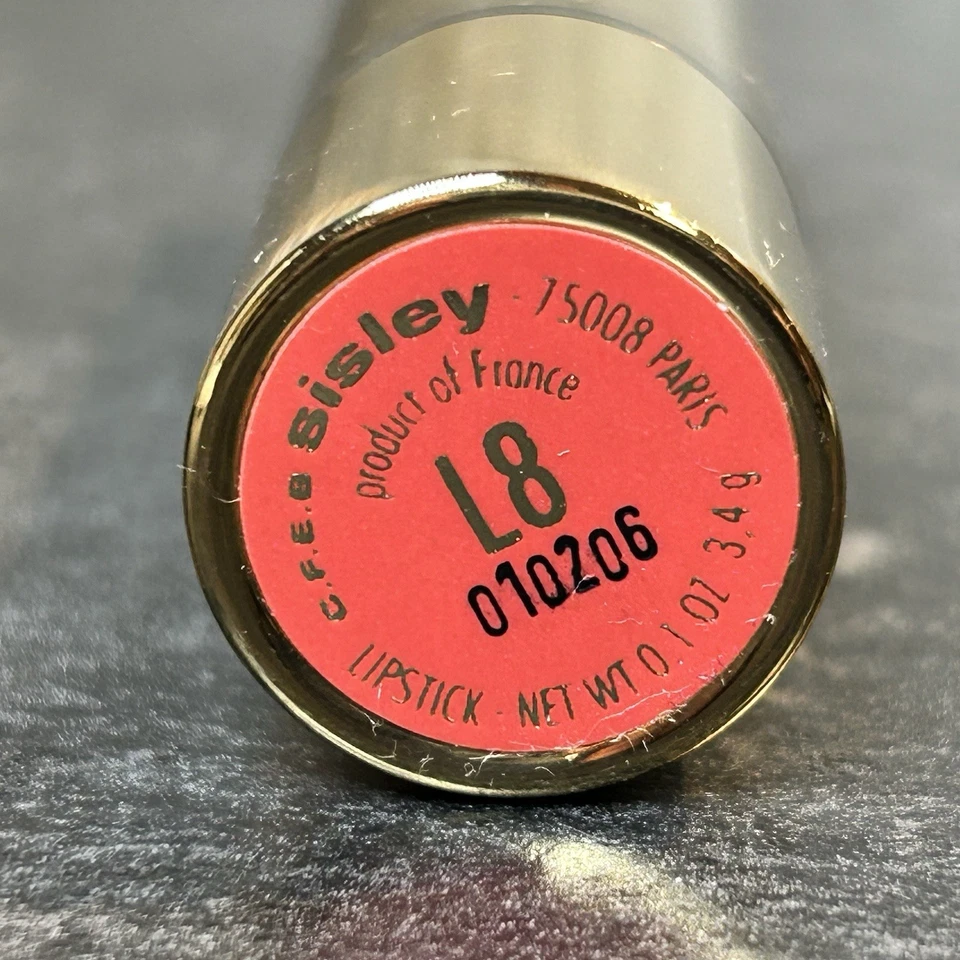 C.F.E.B Sisley - 75008 PARIS
product of France
L8
010206
LIPSTICK - NET WT 0.1 OZ 3.4 g